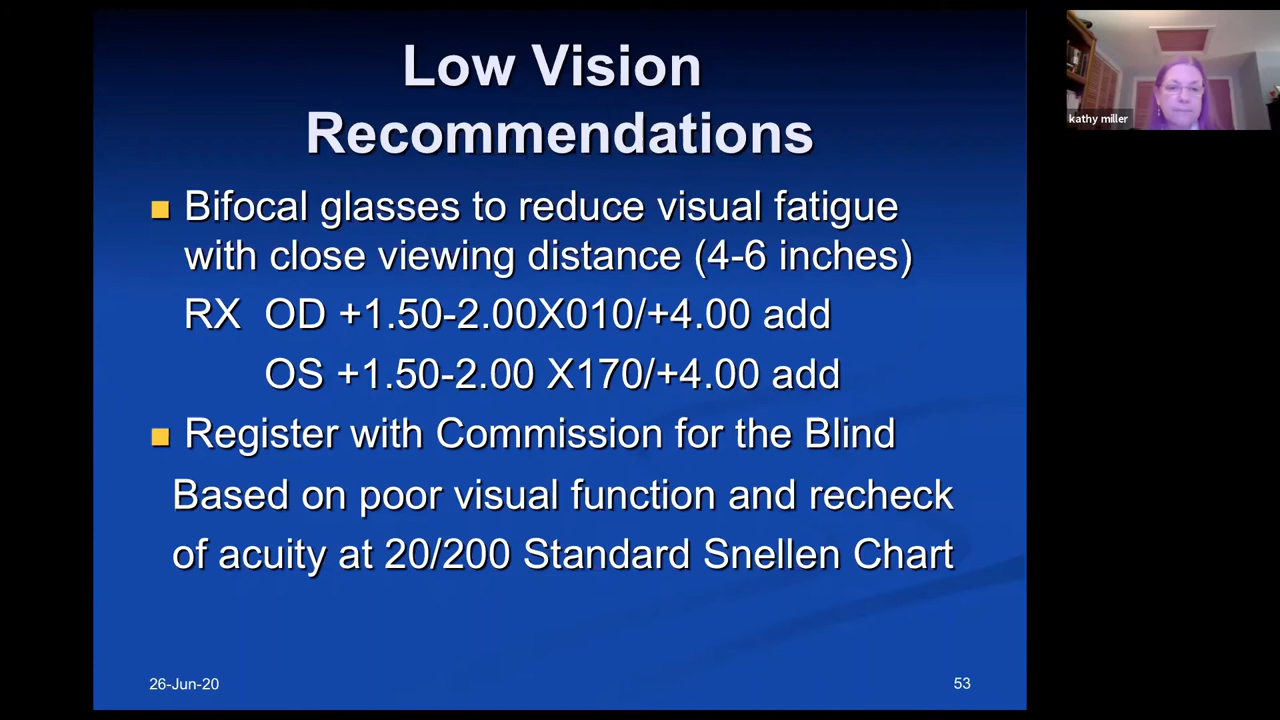 Low Vision
Recommendations
Bifocal glasses to reduce visual fatigue
with close viewing distance (4-6 inches)
RX OD +1.50-2.00X010/+4.00 add
OS +1.50-2.00 X170/+4.00 add
Register with Commission for the Blind
Based on poor visual function and recheck
of acuity at 20/200 Standard Snellen Chart
26-Jun-20
53
kathy miller